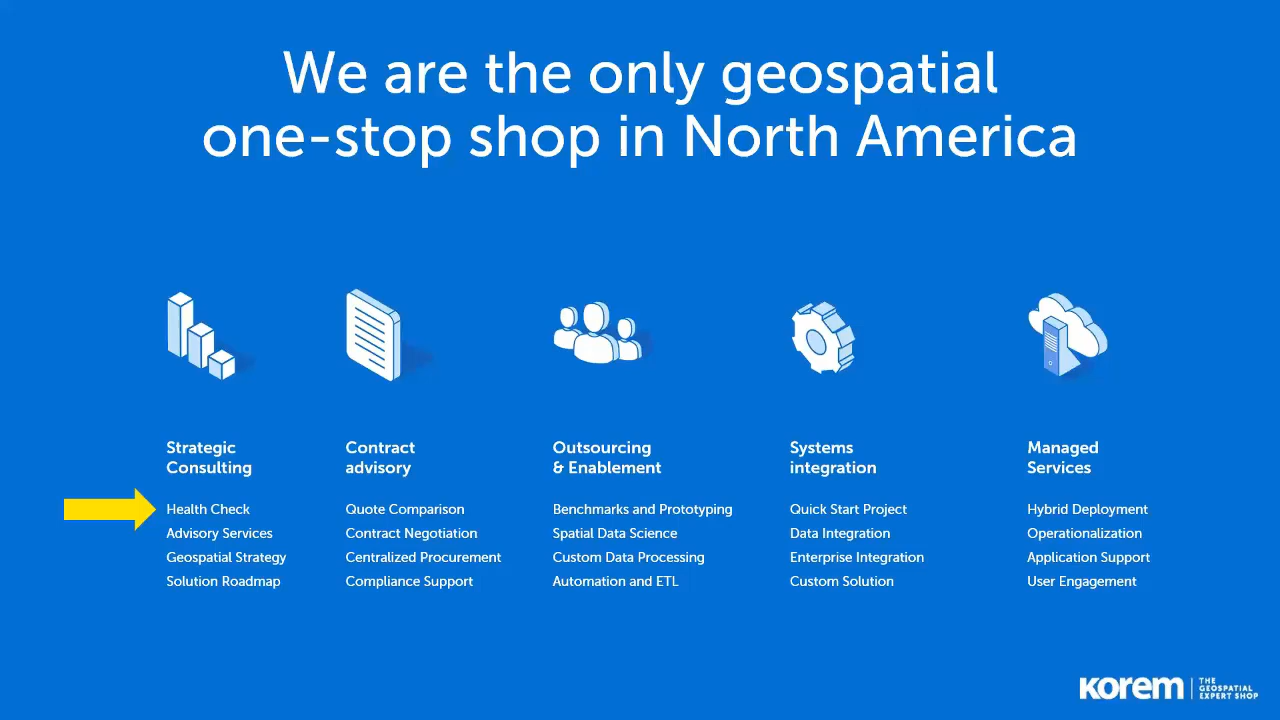 We are the only geospatial
one-stop shop in North America
Strategic
Consulting
Health Check
Advisory Services
Geospatial Strategy
Solution Roadmap
Contract
advisory
Quote Comparison
Contract Negotiation
Centralized Procurement
Compliance Support
Outsourcing
& Enablement
Benchmarks and Prototyping
Spatial Data Science
Custom Data Processing
Automation and ETL
Systems
integration
Quick Start Project
Data Integration
Enterprise Integration
Custom Solution
Managed
Services
Hybrid Deployment
Operationalization
Application Support
User Engagement
Korem
THE
GEOSPATIAL
EXPERT SHOP